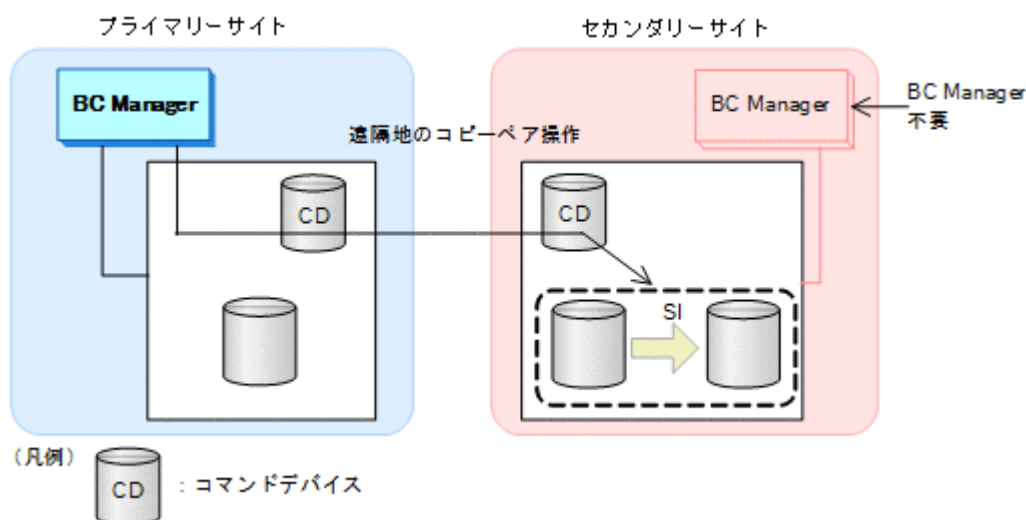 プライマリーサイト
セカンダリーサイト
BC Manager
BC Manager
BC Manager
不要
遠隔地のコピーペア操作
CD
CD
SI
(凡例)
CD
：コマンドデバイス